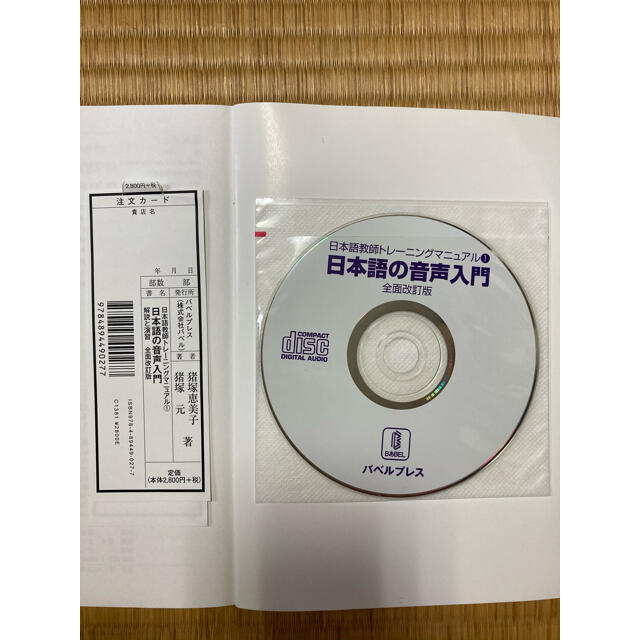 2,800円+税
注文カード
貴店名
年 月 日
部数 部
書名 発行所
バベルプレス
(株式会社バベル)
著者
猪塚恵美子
猪塚 元
著
日本語教師トレーニングマニュアル①
日本語の音声入門
解説と演習 全面改訂版
定価
(本体2,800円+税)
9784894490277
ISBN978-4-89449-027-7
C1381 ¥2800E
日本語教師トレーニングマニュアル❶
日本語の音声入門
全面改訂版
COMPACT
disc
DIGITAL AUDIO
BABEL
バベルプレス